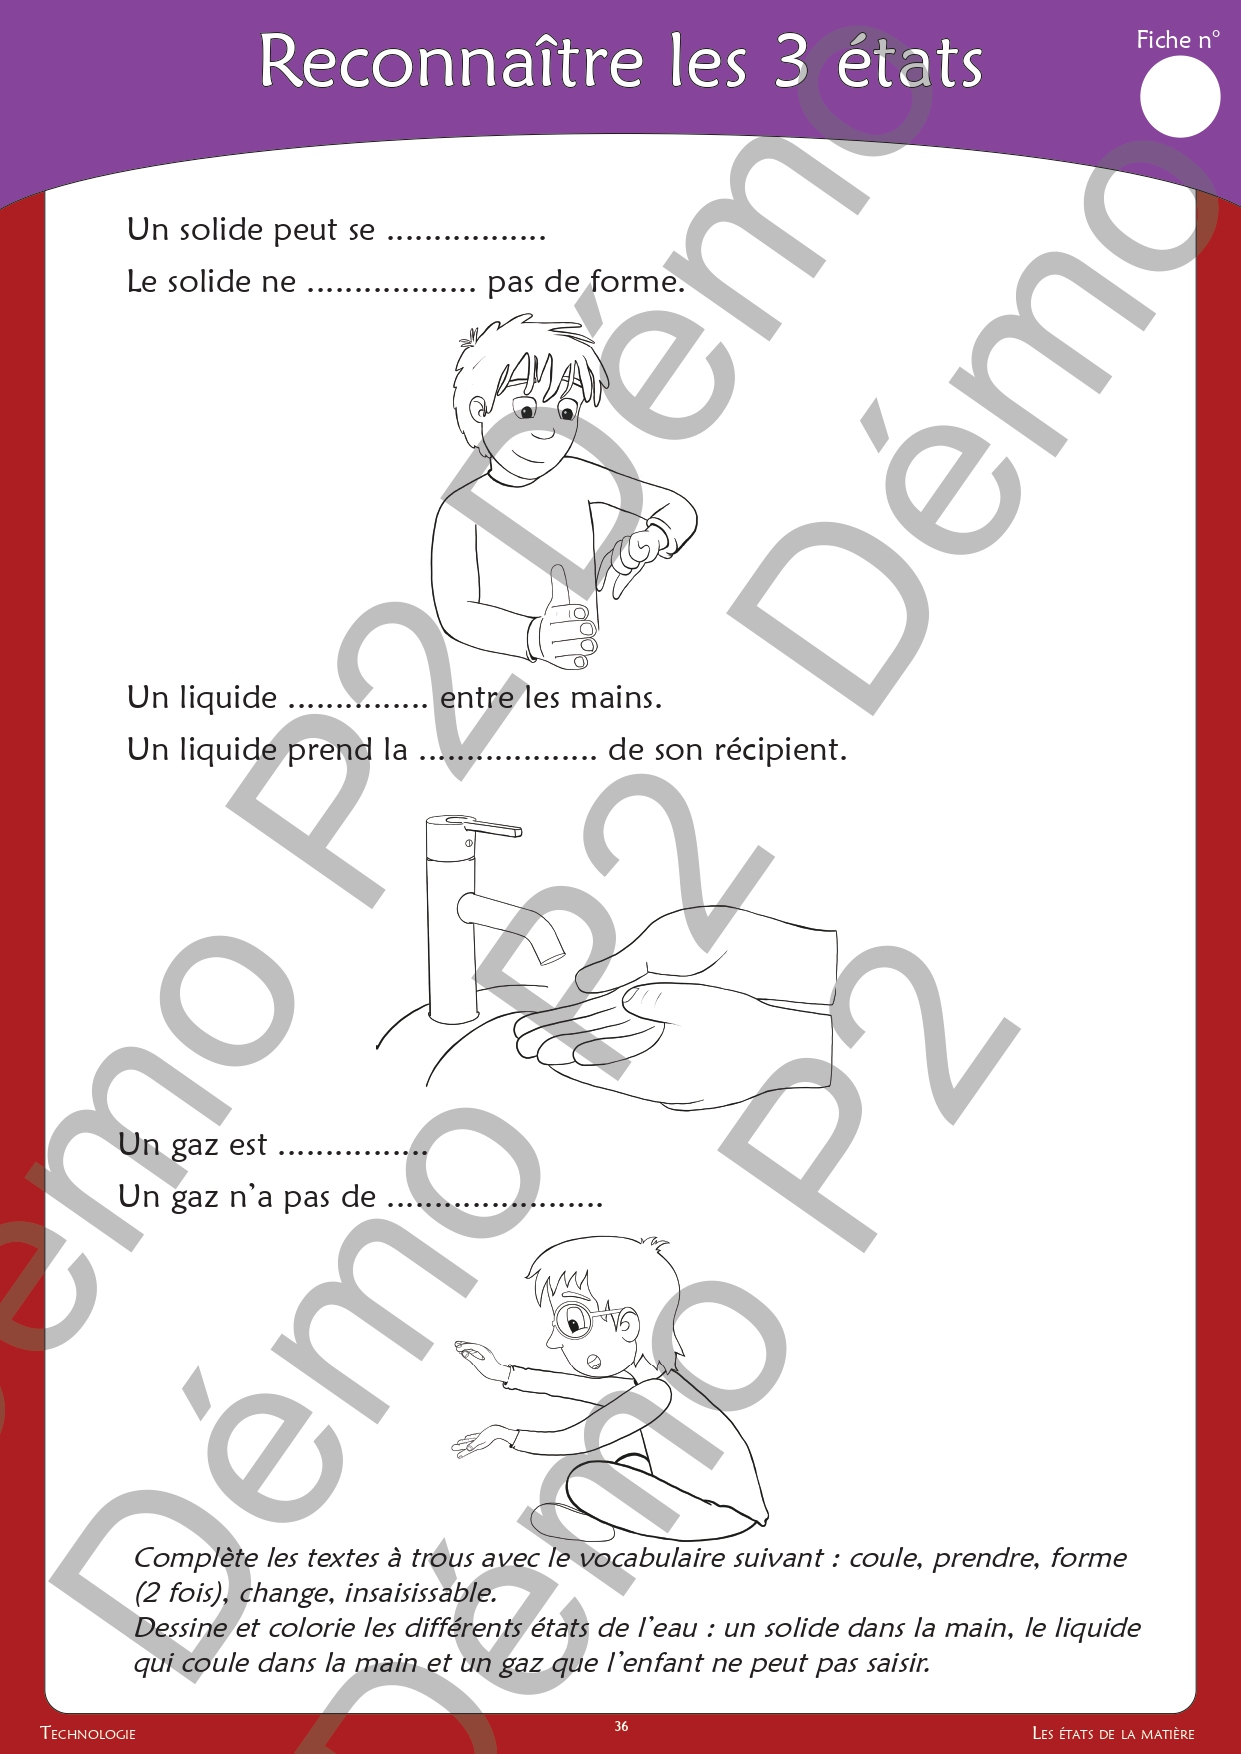 Reconnaître les 3 états
Fiche n°
Un solide peut se .................
Le solide ne .................. pas de forme.
Un liquide ............... entre les mains.
Un liquide prend la ................... de son récipient.
Un gaz est ................
Un gaz n'a pas de .......................
Complète les textes à trous avec le vocabulaire suivant : coule, prendre, forme
(2 fois), change, insaisissable.
Dessine et colorie les différents états de l'eau : un solide dans la main, le liquide
qui coule dans la main et un gaz que l'enfant ne peut pas saisir.
Technologie
36
Les états de la matière
Démo P2 Démo
Démo P2 Démo
Démo P2